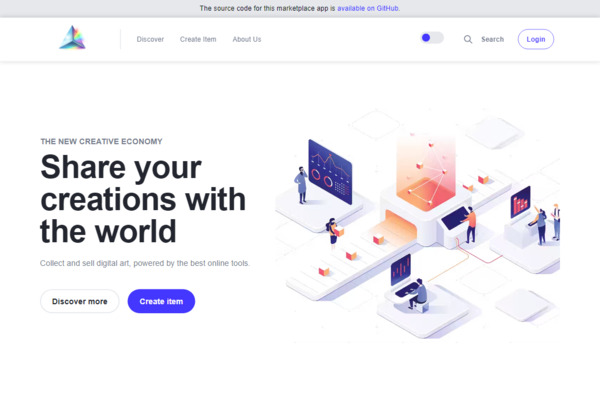 The source code for this marketplace app is available on GitHub.
Discover
Create Item
About Us
Search
Login
THE NEW CREATIVE ECONOMY
Share your
creations with
the world
Collect and sell digital art, powered by the best online tools.
Discover more
Create item